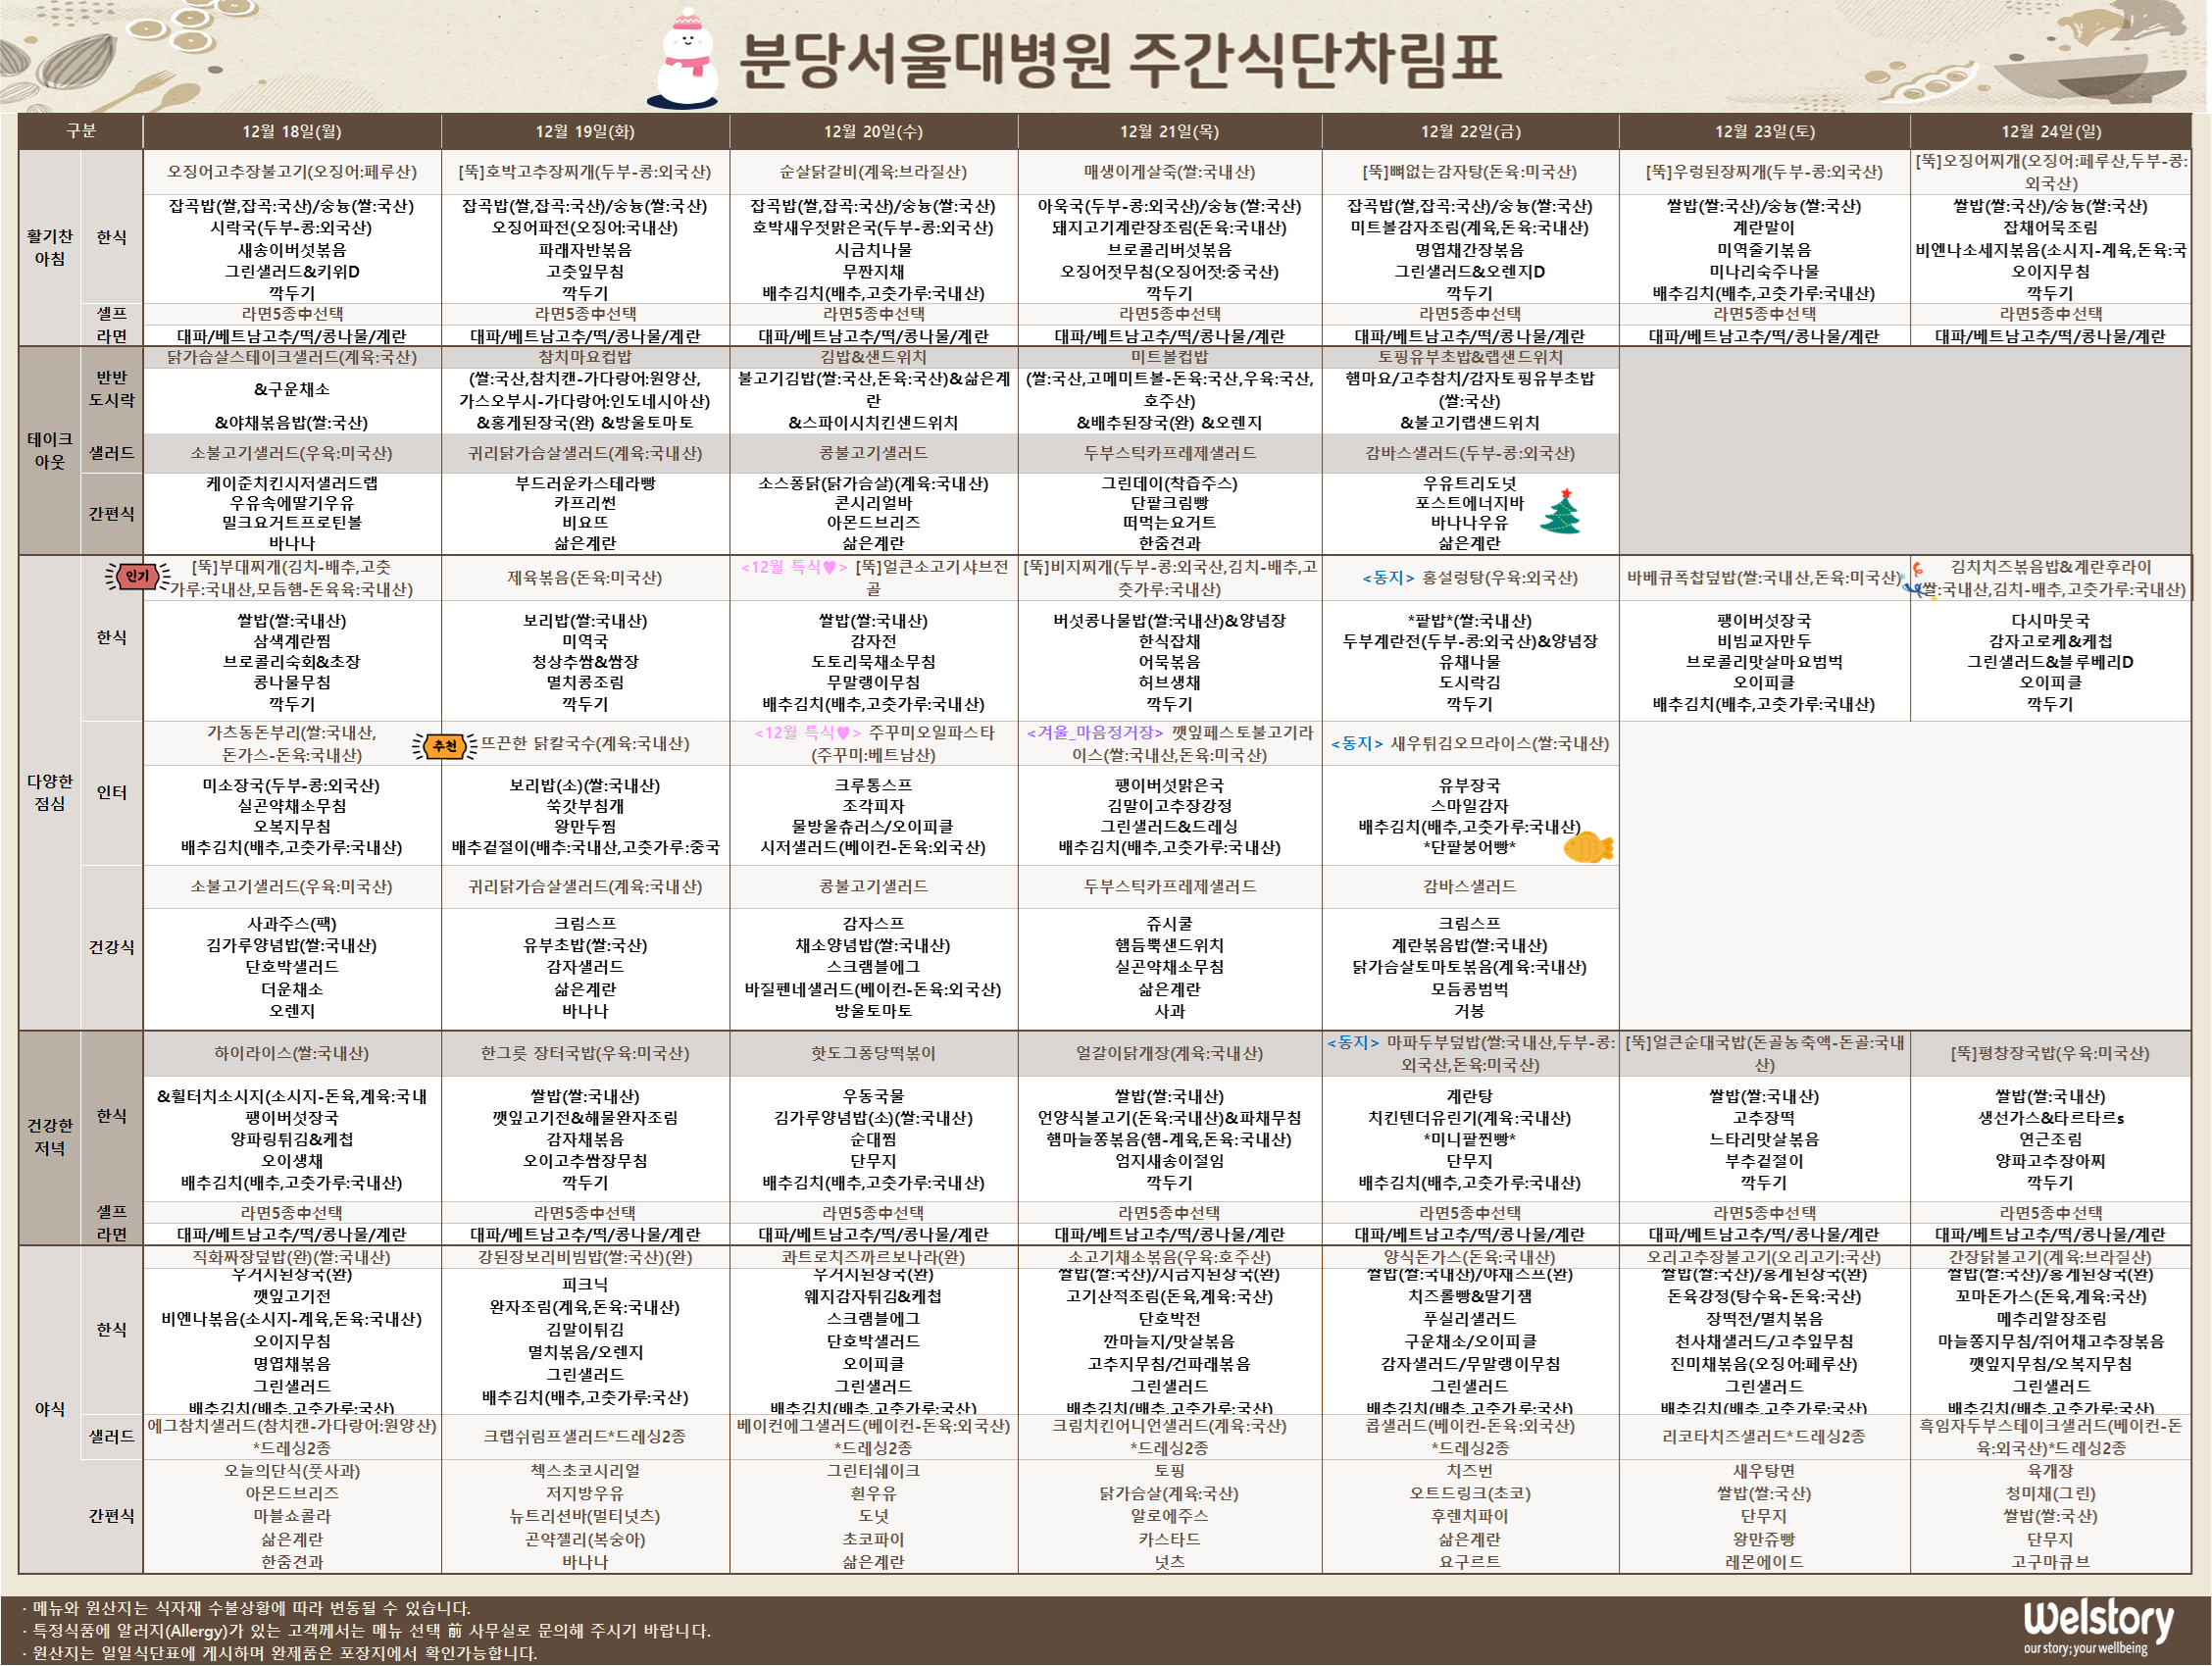 분당서울대병원 주간식단차림표
구분
12월 18일(월)
12월 19일(화)
12월 20일(수)
12월 21일(목)
12월 22일(금)
12월 23일(토)
12월 24일(일)
활기찬
아침
한식
오징어고추장불고기(오징어:페루산)
잡곡밥(쌀,잡곡:국산)/숭늉(쌀:국산)
시락국(두부-콩:외국산)
새송이버섯볶음
그린샐러드&키위D
깍두기
[뚝]호박고추장찌개(두부-콩:외국산)
잡곡밥(쌀,잡곡:국산)/숭늉(쌀:국산)
오징어파전(오징어:국내산)
파래자반볶음
고춧잎무침
깍두기
순살닭갈비(계육:브라질산)
잡곡밥(쌀,잡곡:국산)/숭늉(쌀:국산)
호박새우젓맑은국(두부-콩:외국산)
시금치나물
무짠지채
배추김치(배추,고춧가루:국내산)
매생이게살죽(쌀:국내산)
아욱국(두부-콩:외국산)/숭늉(쌀:국산)
돼지고기계란장조림(돈육:국내산)
브로콜리버섯볶음
오징어젓무침(오징어젓:중국산)
깍두기
[뚝]뼈없는감자탕(돈육:미국산)
잡곡밥(쌀,잡곡:국산)/숭늉(쌀:국산)
미트볼감자조림(계육,돈육:국내산)
명엽채간장볶음
그린샐러드&오렌지D
깍두기
[뚝]우렁된장찌개(두부-콩:외국산)
쌀밥(쌀:국산)/숭늉(쌀:국산)
계란말이
미역줄기볶음
미나리숙주나물
배추김치(배추,고춧가루:국내산)
[뚝]오징어찌개(오징어:페루산,두부-콩:
외국산)
쌀밥(쌀:국산)/숭늉(쌀:국산)
잡채어묵조림
비엔나소세지볶음(소시지-계육,돈육:국
오이지무침
깍두기
셀프
라면
라면5종中선택
대파/베트남고추/떡/콩나물/계란
라면5종中선택
대파/베트남고추/떡/콩나물/계란
라면5종中선택
대파/베트남고추/떡/콩나물/계란
라면5종中선택
대파/베트남고추/떡/콩나물/계란
라면5종中선택
대파/베트남고추/떡/콩나물/계란
라면5종中선택
대파/베트남고추/떡/콩나물/계란
라면5종中선택
대파/베트남고추/떡/콩나물/계란
테이크
아웃
반반
도시락
닭가슴살스테이크샐러드(계육:국산)
&구운채소
&야채볶음밥(쌀:국산)
참치마요컵밥
(쌀:국산,참치캔-가다랑어:원양산,
가스오부시-가다랑어:인도네시아산)
&홍게된장국(완) &방울토마토
김밥&샌드위치
불고기김밥(쌀:국산,돈육:국산)&삶은계
란
&스파이시치킨샌드위치
미트볼컵밥
(쌀:국산,고메미트볼-돈육:국산,우육:국산,
호주산)
&배추된장국(완) &오렌지
토핑유부초밥&랩샌드위치
햄마요/고추참치/감자토핑유부초밥
(쌀:국산)
&불고기랩샌드위치
샐러드
소불고기샐러드(우육:미국산)
귀리닭가슴살샐러드(계육:국내산)
콩불고기샐러드
두부스틱카프레제샐러드
감바스샐러드(두부-콩:외국산)
간편식
케이준치킨시저샐러드랩
우유속에딸기우유
밀크요거트프로틴볼
바나나
부드러운카스테라빵
카프리썬
비요뜨
삶은계란
소스퐁닭(닭가슴살)(계육:국내산)
콘시리얼바
아몬드브리즈
삶은계란
그린데이(착즙주스)
단팥크림빵
떠먹는요거트
한줌견과
우유트리도넛
포스트에너지바
바나나우유
삶은계란
다양한
점심
한식
인기
[뚝]부대찌개(김치-배추,고춧
가루:국내산,모듬햄-돈육육:국내산)
쌀밥(쌀:국내산)
삼색계란찜
브로콜리숙회&초장
콩나물무침
깍두기
제육볶음(돈육:미국산)
보리밥(쌀:국내산)
미역국
청상추쌈&쌈장
멸치콩조림
깍두기
<12월 특식♥> [뚝]얼큰소고기샤브전
골
쌀밥(쌀:국내산)
감자전
도토리묵채소무침
무말랭이무침
배추김치(배추,고춧가루:국내산)
[뚝]비지찌개(두부-콩:외국산,김치-배추,고
춧가루:국내산)
버섯콩나물밥(쌀:국내산)&양념장
한식잡채
어묵볶음
허브생채
깍두기
<동지> 홍설렁탕(우육:외국산)
*팥밥*(쌀:국내산)
두부계란전(두부-콩:외국산)&양념장
유채나물
도시락김
깍두기
바베큐폭찹덮밥(쌀:국내산,돈육:미국산)
팽이버섯장국
비빔교자만두
브로콜리맛살마요범벅
오이피클
배추김치(배추,고춧가루:국내산)
김치치즈볶음밥&계란후라이
(쌀:국내산,김치-배추,고춧가루:국내산)
다시마뭇국
감자고로케&케첩
그린샐러드&블루베리D
오이피클
깍두기
인터
가츠동돈부리(쌀:국내산,
돈가스-돈육:국내산)
미소장국(두부-콩:외국산)
실곤약채소무침
오복지무침
배추김치(배추,고춧가루:국내산)
추천
뜨끈한 닭칼국수(계육:국내산)
보리밥(소)(쌀:국내산)
쑥갓부침개
왕만두찜
배추겉절이(배추:국내산,고춧가루:중국
<12월 특식♥> 주꾸미오일파스타
(주꾸미:베트남산)
크루통스프
조각피자
물방울츄러스/오이피클
시저샐러드(베이컨-돈육:외국산)
<겨울_마음정거장> 깻잎페스토불고기라
이스(쌀:국내산,돈육:미국산)
팽이버섯맑은국
김말이고추장강정
그린샐러드&드레싱
배추김치(배추,고춧가루:국내산)
<동지> 새우튀김오므라이스(쌀:국내산)
유부장국
스마일감자
배추김치(배추,고춧가루:국내산)
*단팥붕어빵*
건강식
소불고기샐러드(우육:미국산)
사과주스(팩)
김가루양념밥(쌀:국내산)
단호박샐러드
더운채소
오렌지
귀리닭가슴살샐러드(계육:국내산)
크림스프
유부초밥(쌀:국산)
감자샐러드
삶은계란
바나나
콩불고기샐러드
감자스프
채소양념밥(쌀:국내산)
스크램블에그
바질펜네샐러드(베이컨-돈육:외국산)
방울토마토
두부스틱카프레제샐러드
쥬시쿨
햄듬뿍샌드위치
실곤약채소무침
삶은계란
사과
감바스샐러드
크림스프
계란볶음밥(쌀:국내산)
닭가슴살토마토볶음(계육:국내산)
모듬콩범벅
거봉
건강한
저녁
한식
하이라이스(쌀:국내산)
&휠터치소시지(소시지-돈육,계육:국내
팽이버섯장국
양파링튀김&케첩
오이생채
배추김치(배추,고춧가루:국내산)
한그릇 장터국밥(우육:미국산)
쌀밥(쌀:국내산)
깻잎고기전&해물완자조림
감자채볶음
오이고추쌈장무침
깍두기
핫도그퐁당떡볶이
우동국물
김가루양념밥(소)(쌀:국내산)
순대찜
단무지
배추김치(배추,고춧가루:국내산)
얼갈이닭개장(계육:국내산)
쌀밥(쌀:국내산)
언양식불고기(돈육:국내산)&파채무침
햄마늘쫑볶음(햄-계육,돈육:국내산)
엄지새송이절임
깍두기
<동지> 마파두부덮밥(쌀:국내산,두부-콩:
외국산,돈육:미국산)
계란탕
치킨텐더유린기(계육:국내산)
*미니팥찐빵*
단무지
배추김치(배추,고춧가루:국내산)
[뚝]얼큰순대국밥(돈골농축액-돈골:국내
산)
쌀밥(쌀:국내산)
고추장떡
느타리맛살볶음
부추겉절이
깍두기
[뚝]평창장국밥(우육:미국산)
쌀밥(쌀:국내산)
생선가스&타르타르s
연근조림
양파고추장아찌
깍두기
셀프
라면
라면5종中선택
대파/베트남고추/떡/콩나물/계란
라면5종中선택
대파/베트남고추/떡/콩나물/계란
라면5종中선택
대파/베트남고추/떡/콩나물/계란
라면5종中선택
대파/베트남고추/떡/콩나물/계란
라면5종中선택
대파/베트남고추/떡/콩나물/계란
라면5종中선택
대파/베트남고추/떡/콩나물/계란
라면5종中선택
대파/베트남고추/떡/콩나물/계란
야식
한식
직화짜장덮밥(완)(쌀:국내산)
우거지된장국(완)
깻잎고기전
비엔나볶음(소시지-계육,돈육:국내산)
오이지무침
명엽채볶음
그린샐러드
배추김치(배추,고춧가루:국산)
강된장보리비빔밥(쌀:국산)(완)
피크닉
완자조림(계육,돈육:국내산)
김말이튀김
멸치볶음/오렌지
그린샐러드
배추김치(배추,고춧가루:국산)
콰트로치즈까르보나라(완)
우거지된장국(완)
웨지감자튀김&케첩
스크램블에그
단호박샐러드
오이피클
그린샐러드
배추김치(배추,고춧가루:국산)
소고기채소볶음(우육:호주산)
쌀밥(쌀:국산)/시금치된장국(완)
고기산적조림(돈육,계육:국산)
단호박전
깐마늘지/맛살볶음
고추지무침/건파래볶음
그린샐러드
배추김치(배추,고춧가루:국산)
양식돈가스(돈육:국내산)
쌀밥(쌀:국내산)/야채스프(완)
치즈롤빵&딸기잼
푸실리샐러드
구운채소/오이피클
감자샐러드/무말랭이무침
그린샐러드
배추김치(배추,고춧가루:국산)
오리고추장불고기(오리고기:국산)
쌀밥(쌀:국산)/홍게된장국(완)
돈육강정(탕수육-돈육:국산)
장떡전/멸치볶음
천사채샐러드/고추잎무침
진미채볶음(오징어:페루산)
그린샐러드
배추김치(배추,고춧가루:국산)
간장닭불고기(계육:브라질산)
쌀밥(쌀:국산)/홍게된장국(완)
꼬마돈가스(돈육,계육:국산)
메추리알장조림
마늘쫑지무침/쥐어채고추장볶음
깻잎지무침/오복지무침
그린샐러드
배추김치(배추,고춧가루:국산)
샐러드
에그참치샐러드(참치캔-가다랑어:원양산)
*드레싱2종
크랩쉬림프샐러드*드레싱2종
베이컨에그샐러드(베이컨-돈육:외국산)
*드레싱2종
크림치킨어니언샐러드(계육:국산)
*드레싱2종
콥샐러드(베이컨-돈육:외국산)
*드레싱2종
리코타치즈샐러드*드레싱2종
흑임자두부스테이크샐러드(베이컨-돈
육:외국산)*드레싱2종
간편식
오늘의단식(풋사과)
아몬드브리즈
마블쇼콜라
삶은계란
한줌견과
첵스초코시리얼
저지방우유
뉴트리션바(멀티넛츠)
곤약젤리(복숭아)
바나나
그린티쉐이크
흰우유
도넛
초코파이
삶은계란
토핑
닭가슴살(계육:국산)
알로에주스
카스타드
넛츠
치즈번
오트드링크(초코)
후렌치파이
삶은계란
요구르트
새우탕면
쌀밥(쌀:국산)
단무지
왕만쥬빵
레몬에이드
육개장
청미채(그린)
쌀밥(쌀:국산)
단무지
고구마큐브
· 메뉴와 원산지는 식자재 수불상황에 따라 변동될 수 있습니다.
· 특정식품에 알러지(Allergy)가 있는 고객께서는 메뉴 선택 前 사무실로 문의해 주시기 바랍니다.
· 원산지는 일일식단표에 게시하며 완제품은 포장지에서 확인가능합니다.
welstory
our story; your wellbeing